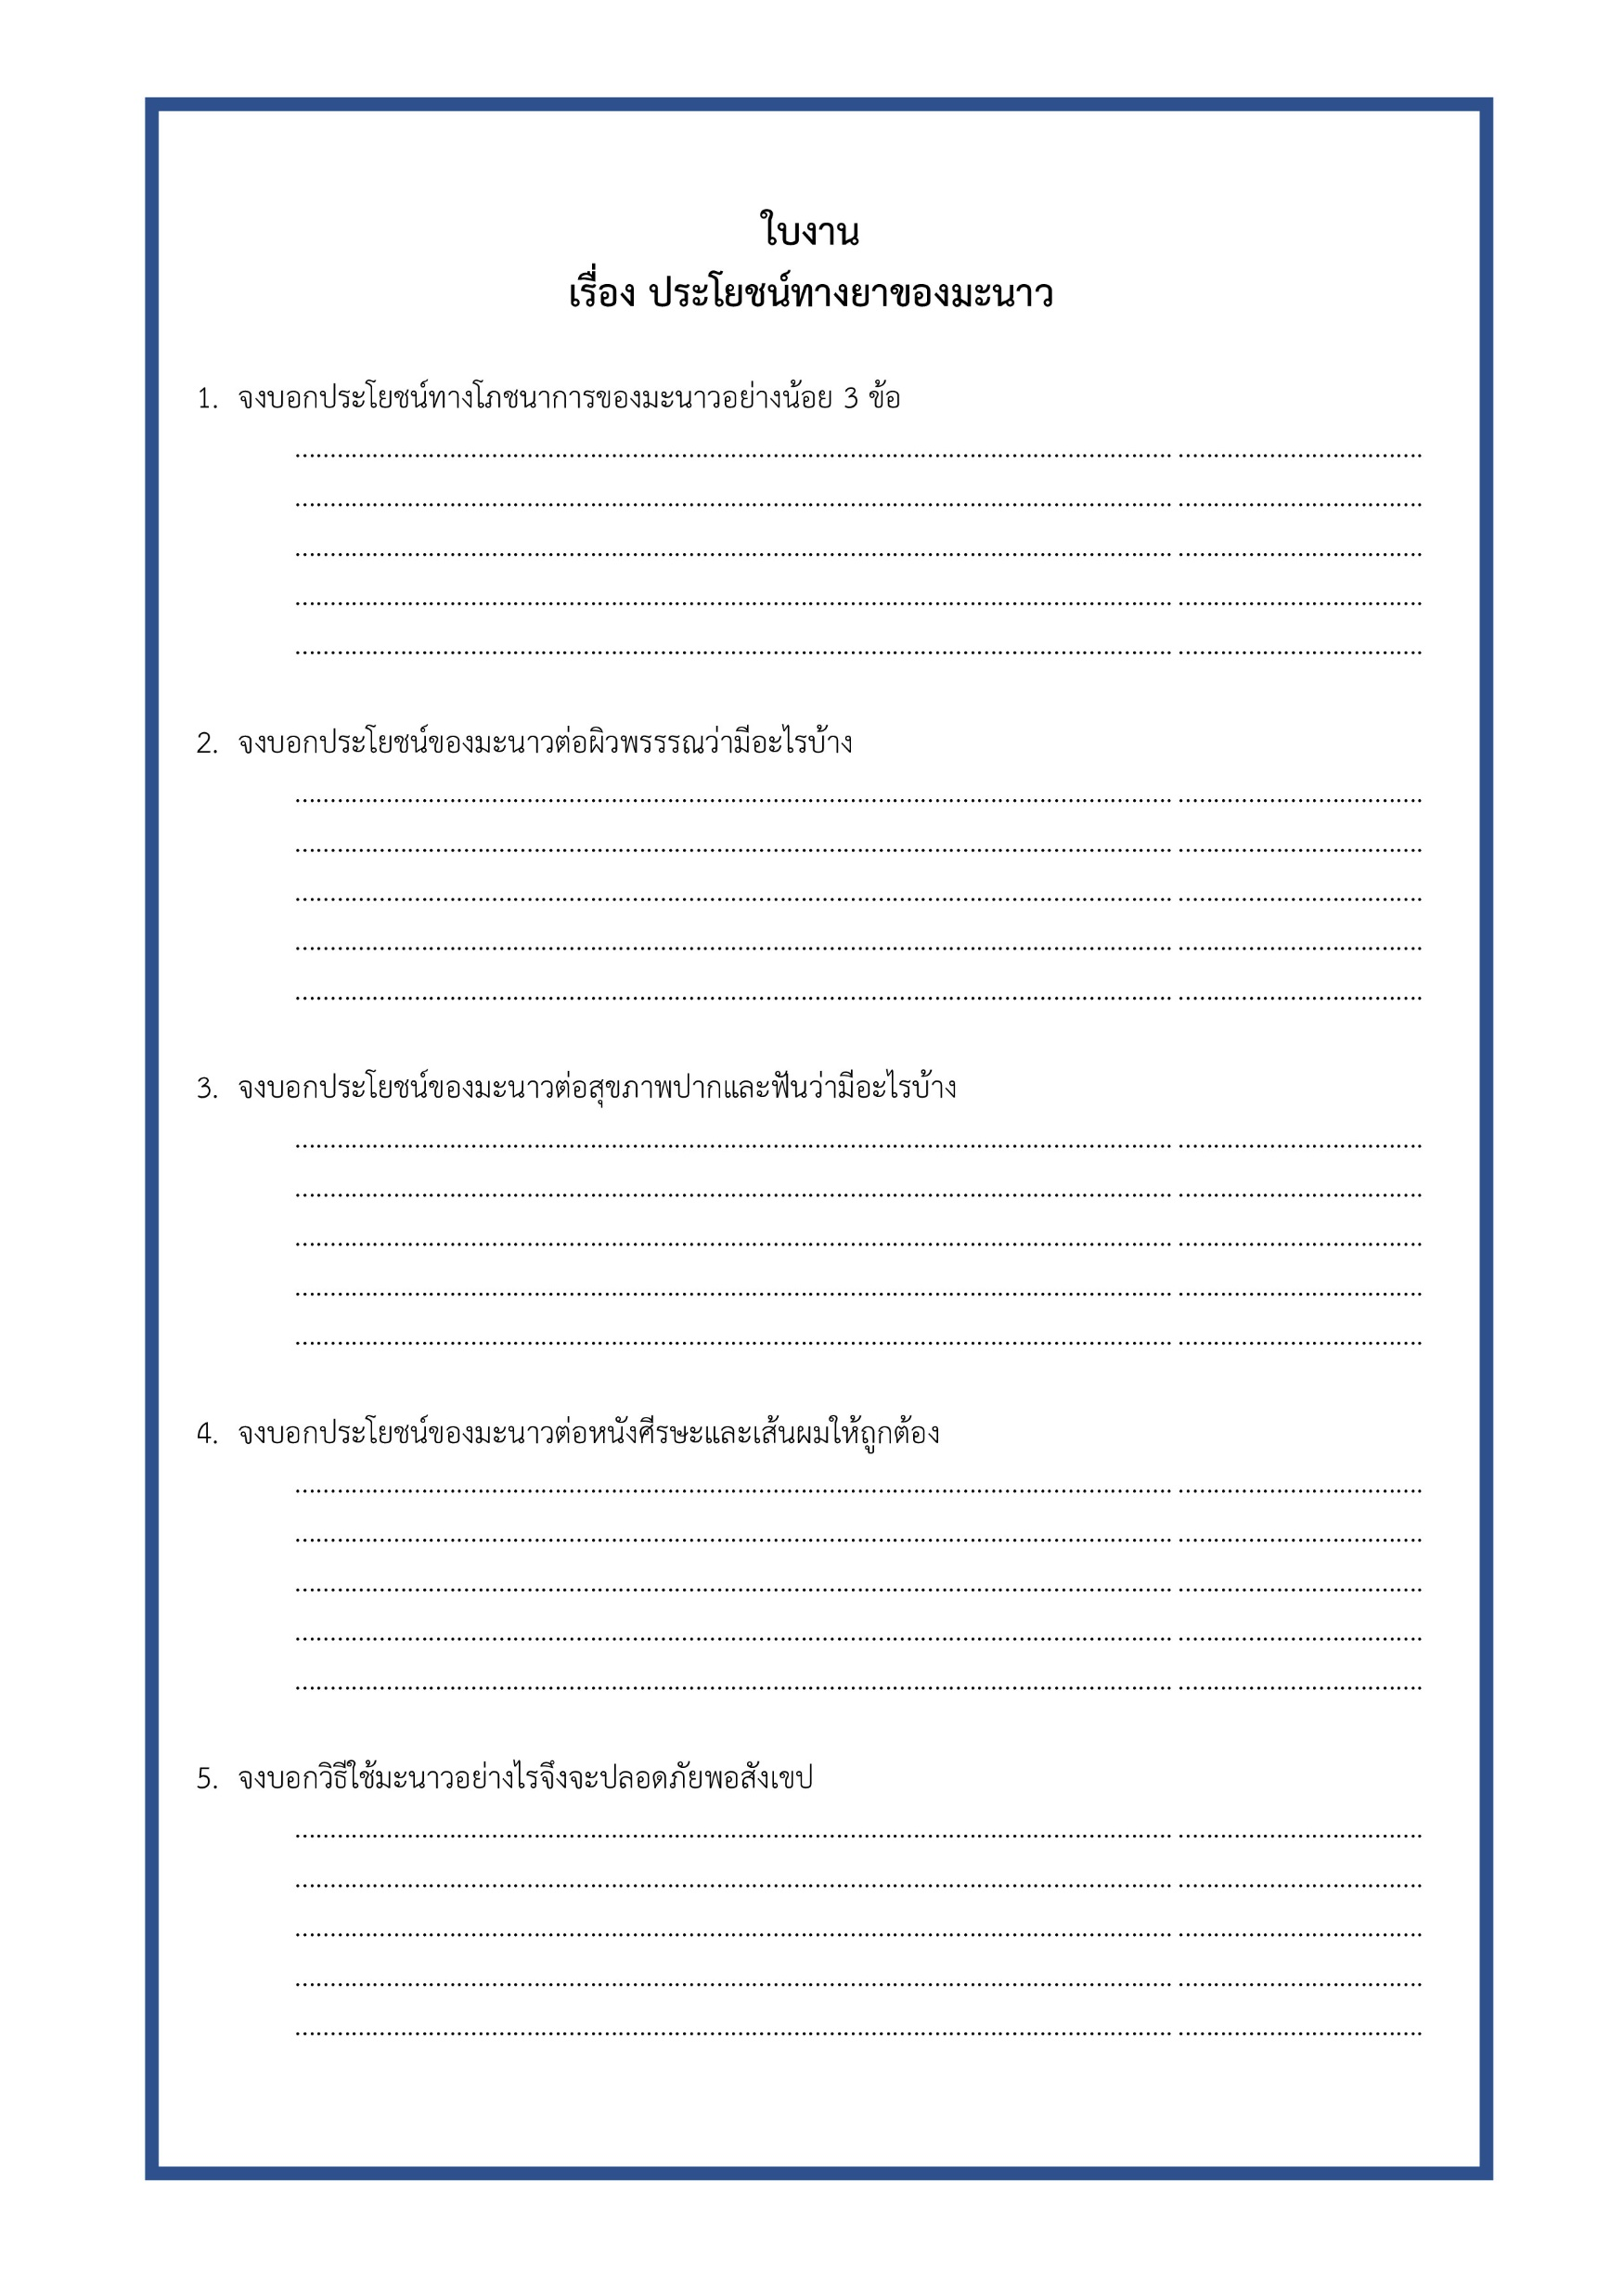 ใบงาน
เรื่อง ประโยชน์ทางยาของมะนาว
1. จงบอกประโยชน์ทางโภชนาการของมะนาวอย่างน้อย 3 ข้อ
2. จงบอกประโยชน์ของมะนาวต่อผิวพรรรณว่ามีอะไรบ้าง
3. จงบอกประโยชน์ของมะนาวต่อสุขภาพปากและฟันว่ามีอะไรบ้าง
4. จงบอกประโยชน์ของมะนาวต่อหนังศีรษะและเส้นผมให้ถูกต้อง
5. จงบอกวิธีใช้มะนาวอย่างไรจึงจะปลอดภัยพอสังเขป